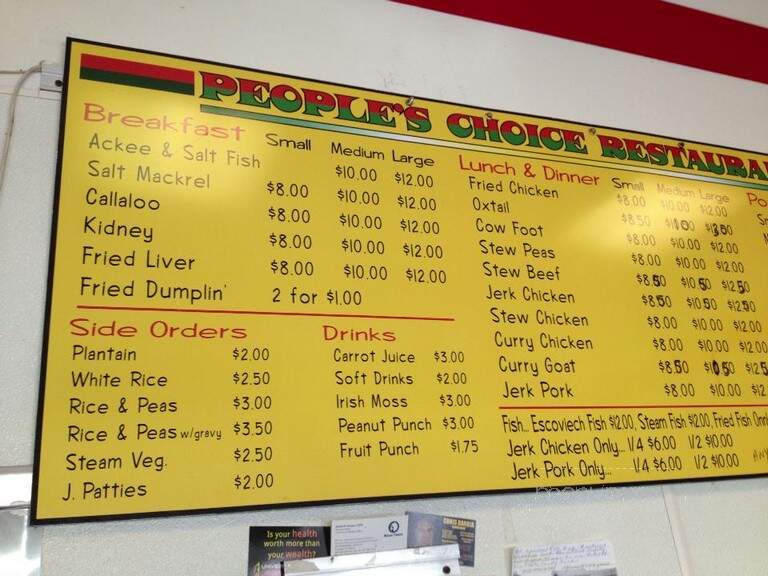 PEOPLE'S CHOICE RESTAURA
Breakfast Small Medium Large
Ackee & Salt Fish $10.00 $12.00
Salt Mackrel $8.00 $10.00 $12.00
Callaloo $8.00 $10.00 $12.00
Kidney $8.00 $10.00 $12.00
Fried Liver $8.00 $10.00 $12.00
Fried Dumplin' 2 for $1.00
Side Orders
Plantain $2.00
White Rice $2.50
Rice & Peas $3.00
Rice & Peas w/gravy $3.50
Steam Veg. $2.50
J. Patties $2.00
Drinks
Carrot Juice $3.00
Soft Drinks $2.00
Irish Moss $3.00
Peanut Punch $3.00
Fruit Punch $1.75
Lunch & Dinner Small Medium Large
Fried Chicken $8.00 $10.00 $12.00
Oxtail $8.50
Cow Foot $8.00 $10.00 $12.00
Stew Peas $8.00 $10.00 $12.00
Stew Beef $8.50 $10.50 $12.50
Jerk Chicken $8.50 $10.50 $12.50
Stew Chicken $8.00 $10.00 $12.00
Curry Chicken $8.00 $10.00 $12.00
Curry Goat $8.50 $10.50 $12.5
Jerk Pork $8.00 $10.00 $12.
Fish... Escoviech Fish $12.00, Steam Fish $12.00, Fried Fish
Jerk Chicken Only... 1/4 $6.00 1/2 $10.00
Jerk Pork Only... 1/4 $6.00 1/2 $10.00
Po
Is your health
worth more than
your wealth?